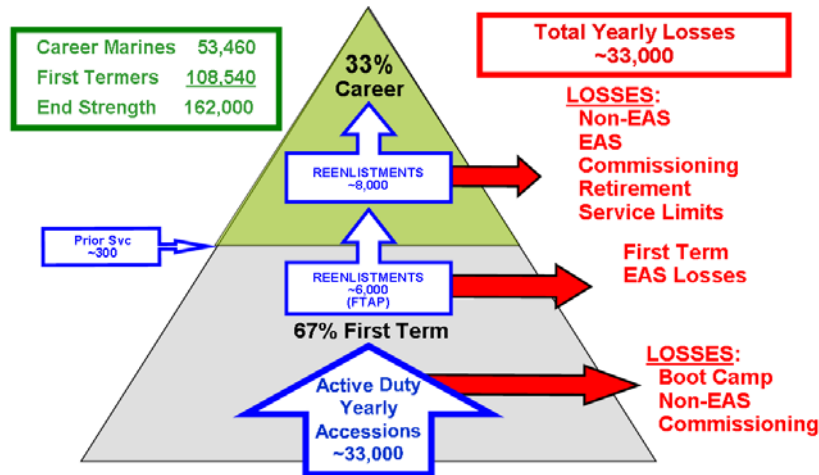 Career Marines 53,460
First Termers 108,540
End Strength 162,000
33%
Career
Total Yearly Losses
~33,000
LOSSES:
Non-EAS
EAS
Commissioning
Retirement
Service Limits
REENLISTMENTS
~8,000
Prior Svc
~300
REENLISTMENTS
~6,000
(FTAP)
First Term
EAS Losses
67% First Term
LOSSES:
Boot Camp
Non-EAS
Commissioning
Active Duty
Yearly
Accessions
~33,000